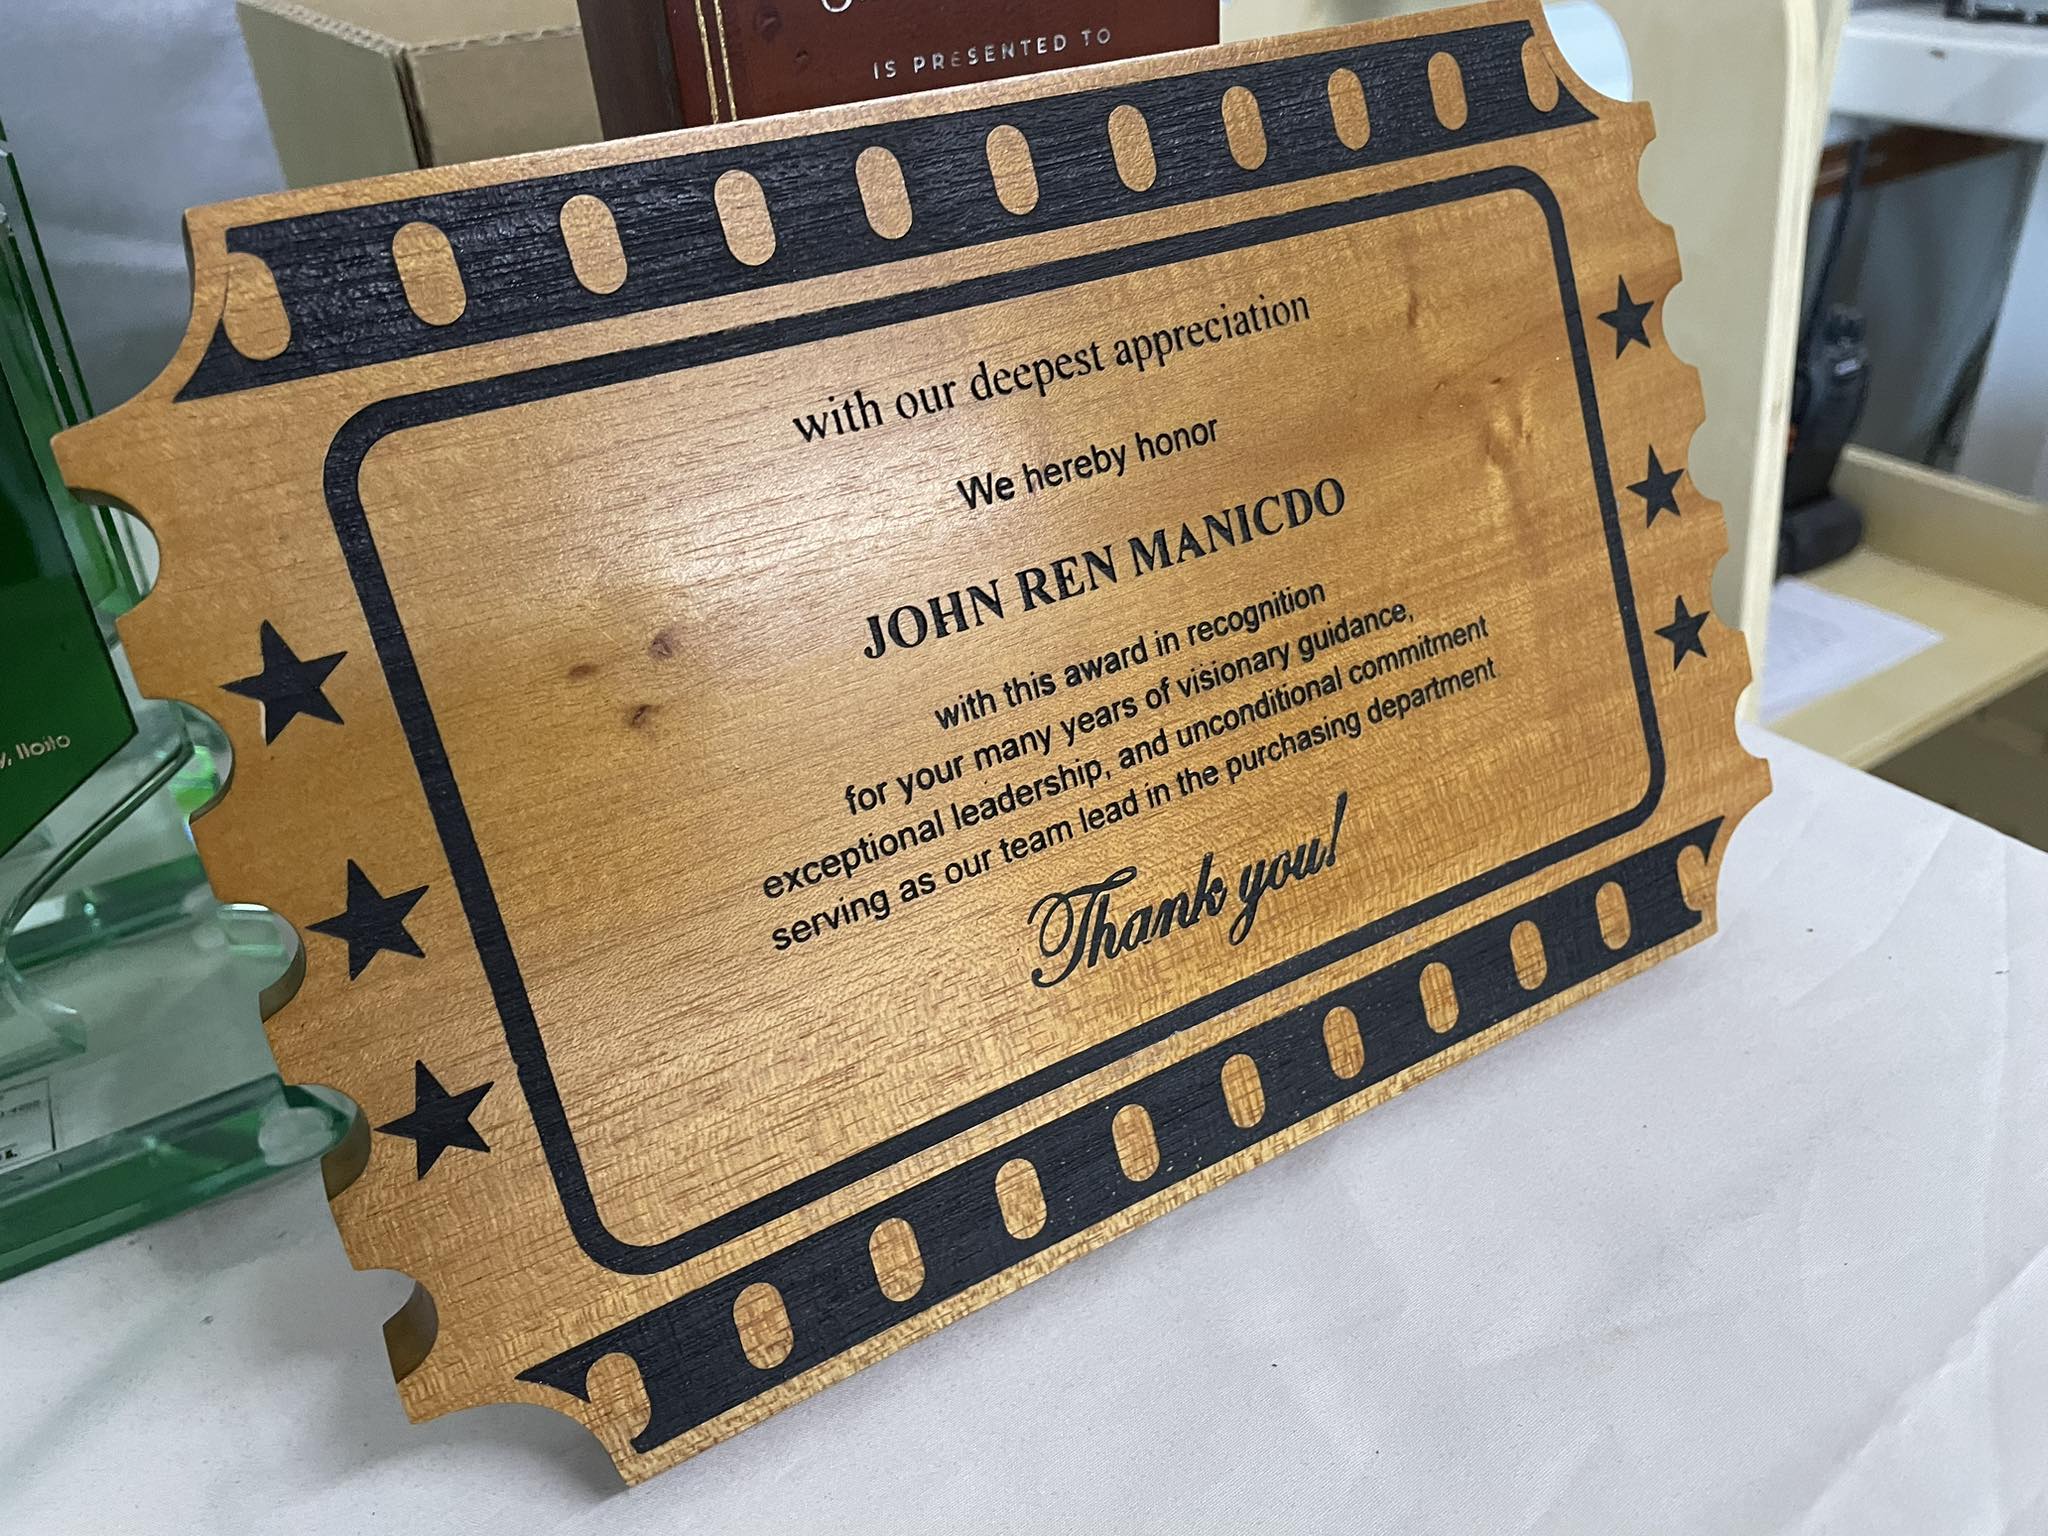 IS PRESENTED TO
with our deepest appreciation
We hereby honor
JOHN REN MANICDO
with this award in recognition
for your many years of visionary guidance,
exceptional leadership, and unconditional commitment
serving as our team lead in the purchasing department
Thank you!
Iloilo